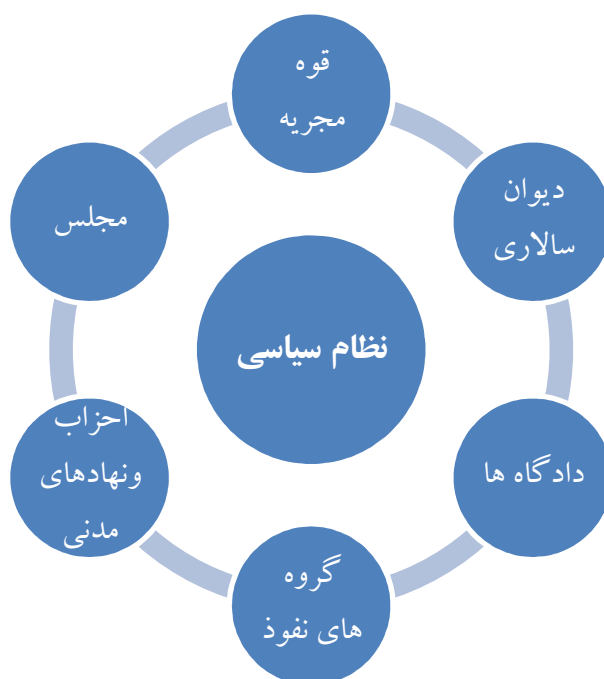 قوه
مجریه
دیوان
سالاری
مجلس
نظام سیاسی
احزاب
ونهادهای
مدنی
دادگاه ها
گروه
های نفوذ